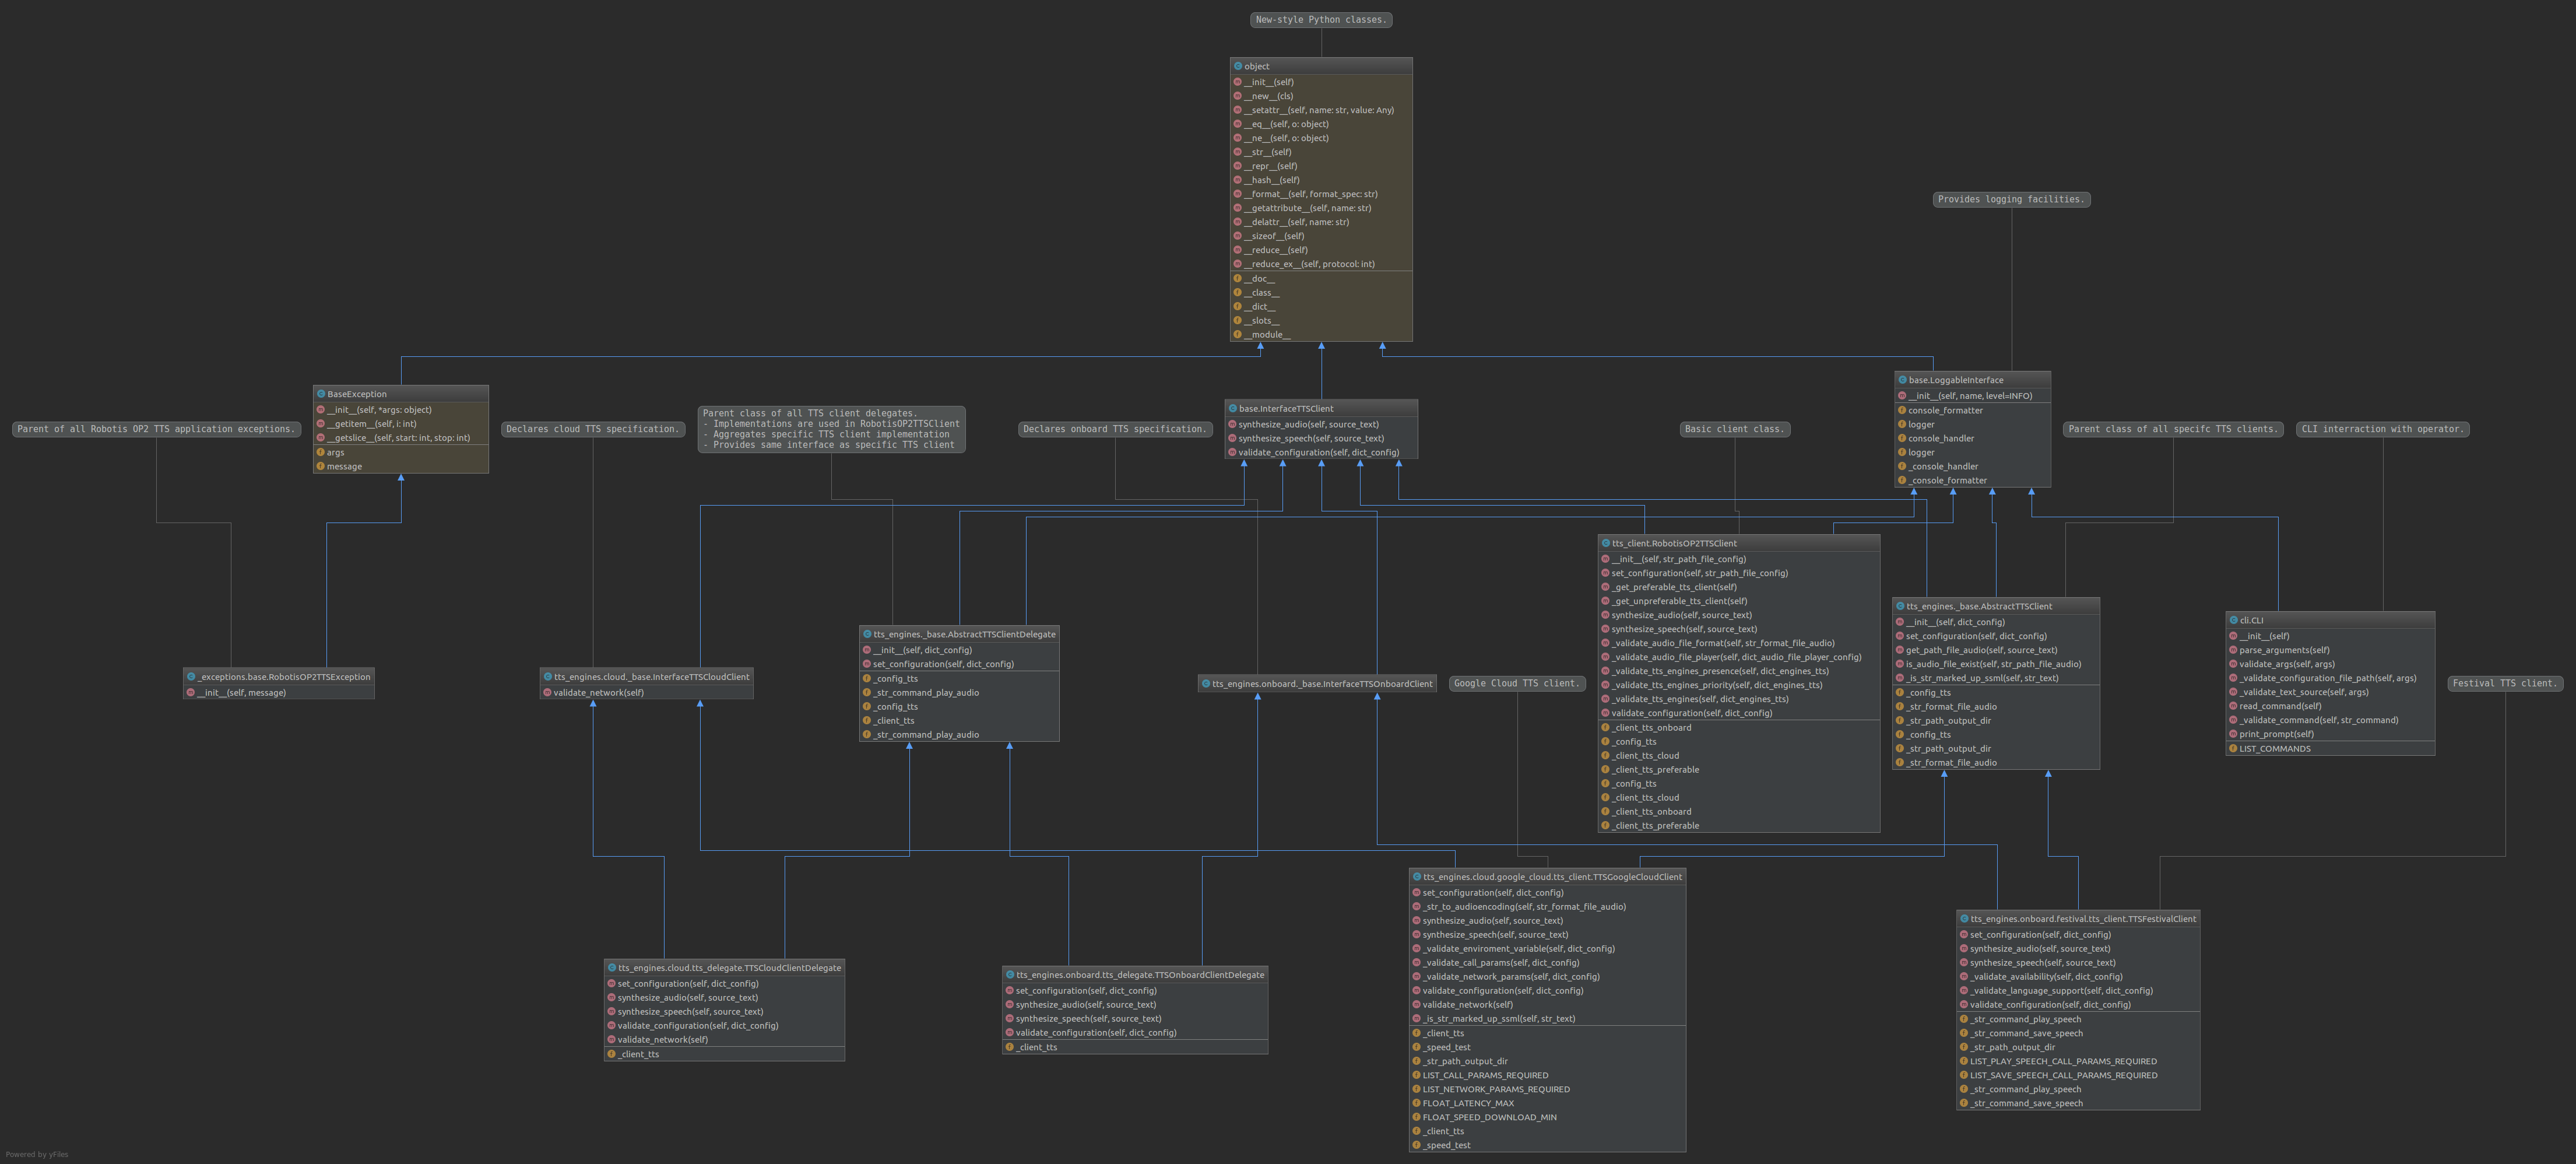 New-style Python classes.
object
__init__(self)
__new__(cls)
__setattr__(self, name: str, value: Any)
__eq__(self, o: object)
__ne__(self, o: object)
__str__(self)
__repr__(self)
__hash__(self)
__format__(self, format_spec: str)
__getattribute__(self, name: str)
__delattr__(self, name: str)
__sizeof__(self)
__reduce__(self)
__reduce_ex__(self, protocol: int)
__doc__
__class__
__dict__
__slots__
__module__
Provides logging facilities.
BaseException
__init__(self, *args: object)
__getitem__(self, i: int)
__getslice__(self, start: int, stop: int)
args
message
base.InterfaceTTSClient
synthesize_audio(self, source_text)
synthesize_speech(self, source_text)
validate_configuration(self, dict_config)
base.LoggableInterface
__init__(self, name, level=INFO)
console_formatter
logger
console_handler
logger
_console_handler
_console_formatter
Parent of all Robotis OP2 TTS application exceptions.
Declares cloud TTS specification.
Parent class of all TTS client delegates.
- Implementations are used in RobotisOP2TTSClient
- Aggregates specific TTS client implementation
- Provides same interface as specific TTS client
Declares onboard TTS specification.
Basic client class.
Parent class of all specifc TTS clients.
CLI interraction with operator.
tts_client.RobotisOP2TTSClient
__init__(self, str_path_file_config)
set_configuration(self, str_path_file_config)
_get_preferable_tts_client(self)
_get_unpreferable_tts_client(self)
synthesize_audio(self, source_text)
synthesize_speech(self, source_text)
_validate_audio_file_format(self, str_format_file_audio)
_validate_audio_file_player(self, dict_audio_file_player_config)
_validate_tts_engines_presence(self, dict_engines_tts)
_validate_tts_engines_priority(self, dict_engines_tts)
_validate_tts_engines(self, dict_engines_tts)
validate_configuration(self, dict_config)
_client_tts_onboard
_config_tts
_client_tts_cloud
_client_tts_preferable
_config_tts
_client_tts_cloud
_client_tts_onboard
_client_tts_preferable
tts_engines._base.AbstractTTSClient
__init__(self, dict_config)
set_configuration(self, dict_config)
get_path_file_audio(self, source_text)
is_audio_file_exist(self, str_path_file_audio)
_is_str_marked_up_ssml(self, str_text)
_config_tts
_str_format_file_audio
_str_path_output_dir
_config_tts
_str_path_output_dir
_str_format_file_audio
cli.CLI
__init__(self)
parse_arguments(self)
validate_args(self, args)
_validate_configuration_file_path(self, args)
_validate_text_source(self, args)
read_command(self)
_validate_command(self, str_command)
print_prompt(self)
LIST_COMMANDS
tts_engines._base.AbstractTTSClientDelegate
__init__(self, dict_config)
set_configuration(self, dict_config)
_config_tts
_str_command_play_audio
_config_tts
_client_tts
_str_command_play_audio
_exceptions.base.RobotisOP2TTSException
__init__(self, message)
tts_engines.cloud._base.InterfaceTTSCloudClient
validate_network(self)
tts_engines.onboard._base.InterfaceTTSOnboardClient
Google Cloud TTS client.
Festival TTS client.
tts_engines.cloud.google_cloud.tts_client.TTSGoogleCloudClient
set_configuration(self, dict_config)
_str_to_audioencoding(self, str_format_file_audio)
synthesize_audio(self, source_text)
synthesize_speech(self, source_text)
_validate_enviroment_variable(self, dict_config)
_validate_call_params(self, dict_config)
_validate_network_params(self, dict_config)
validate_configuration(self, dict_config)
validate_network(self)
_is_str_marked_up_ssml(self, str_text)
_client_tts
_speed_test
_str_path_output_dir
LIST_CALL_PARAMS_REQUIRED
LIST_NETWORK_PARAMS_REQUIRED
FLOAT_LATENCY_MAX
FLOAT_SPEED_DOWNLOAD_MIN
_client_tts
_speed_test
tts_engines.onboard.festival.tts_client.TTSFestivalClient
set_configuration(self, dict_config)
synthesize_audio(self, source_text)
synthesize_speech(self, source_text)
_validate_availability(self, dict_config)
_validate_language_support(self, dict_config)
validate_configuration(self, dict_config)
_str_command_play_speech
_str_command_save_speech
_str_path_output_dir
LIST_PLAY_SPEECH_CALL_PARAMS_REQUIRED
LIST_SAVE_SPEECH_CALL_PARAMS_REQUIRED
_str_command_play_speech
_str_command_save_speech
tts_engines.cloud.tts_delegate.TTSCloudClientDelegate
set_configuration(self, dict_config)
synthesize_audio(self, source_text)
synthesize_speech(self, source_text)
validate_configuration(self, dict_config)
validate_network(self)
_client_tts
tts_engines.onboard.tts_delegate.TTSOnboardClientDelegate
set_configuration(self, dict_config)
synthesize_audio(self, source_text)
synthesize_speech(self, source_text)
validate_configuration(self, dict_config)
_client_tts
Powered by yFiles